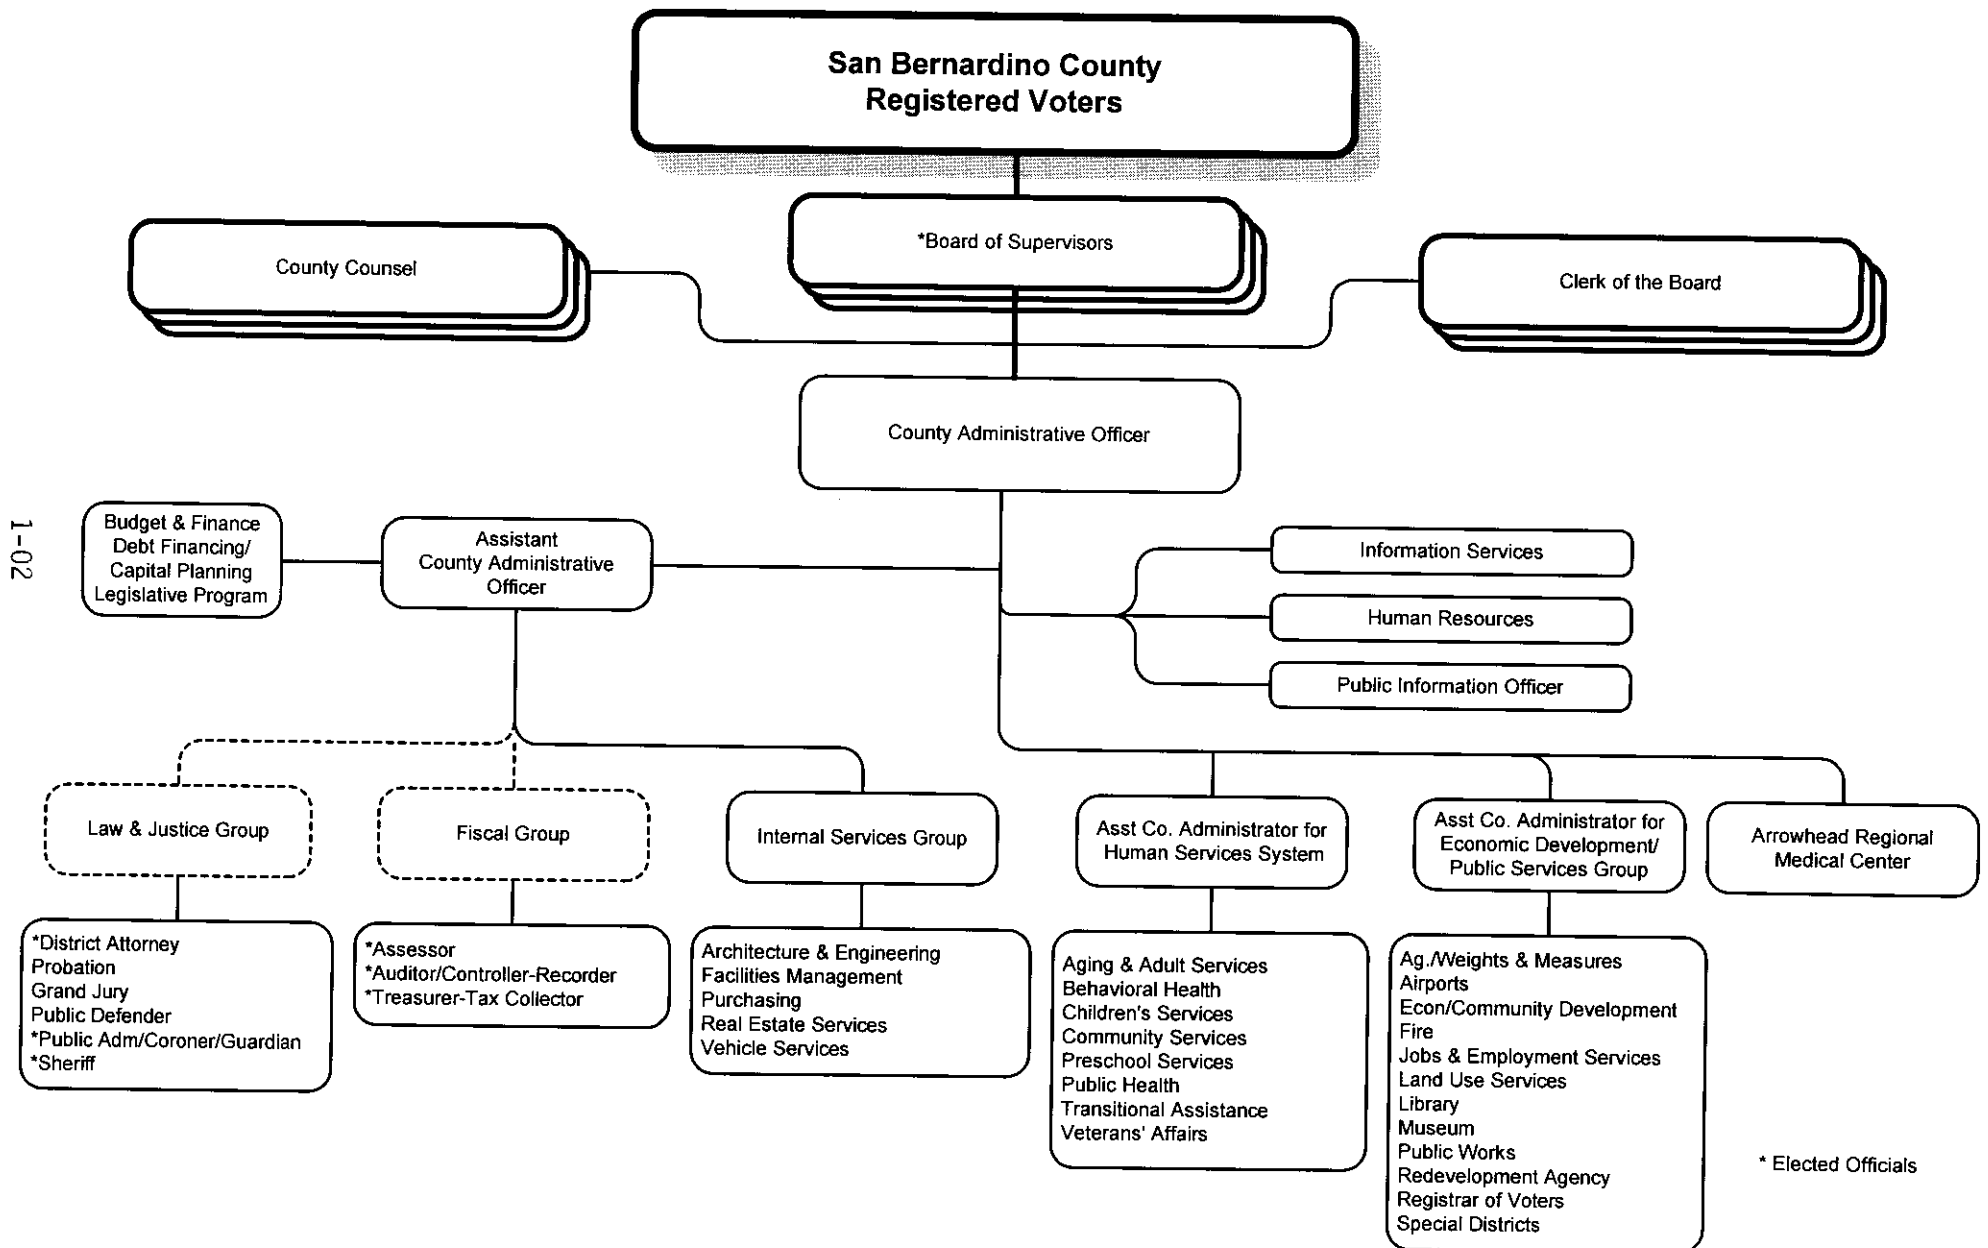 San Bernardino County
Registered Voters
*Board of Supervisors
County Counsel
Clerk of the Board
County Administrative Officer
1-02
Budget & Finance
Debt Financing/
Capital Planning
Legislative Program
Assistant
County Administrative
Officer
Information Services
Human Resources
Public Information Officer
Law & Justice Group
Fiscal Group
Internal Services Group
Asst Co. Administrator for
Human Services System
Asst Co. Administrator for
Economic Development/
Public Services Group
Arrowhead Regional
Medical Center
*District Attorney
Probation
Grand Jury
Public Defender
*Public Adm/Coroner/Guardian
*Sheriff
*Assessor
*Auditor/Controller-Recorder
*Treasurer-Tax Collector
Architecture & Engineering
Facilities Management
Purchasing
Real Estate Services
Vehicle Services
Aging & Adult Services
Behavioral Health
Children's Services
Community Services
Preschool Services
Public Health
Transitional Assistance
Veterans' Affairs
Ag./Weights & Measures
Airports
Econ/Community Development
Fire
Jobs & Employment Services
Land Use Services
Library
Museum
Public Works
Redevelopment Agency
Registrar of Voters
Special Districts
* Elected Officials